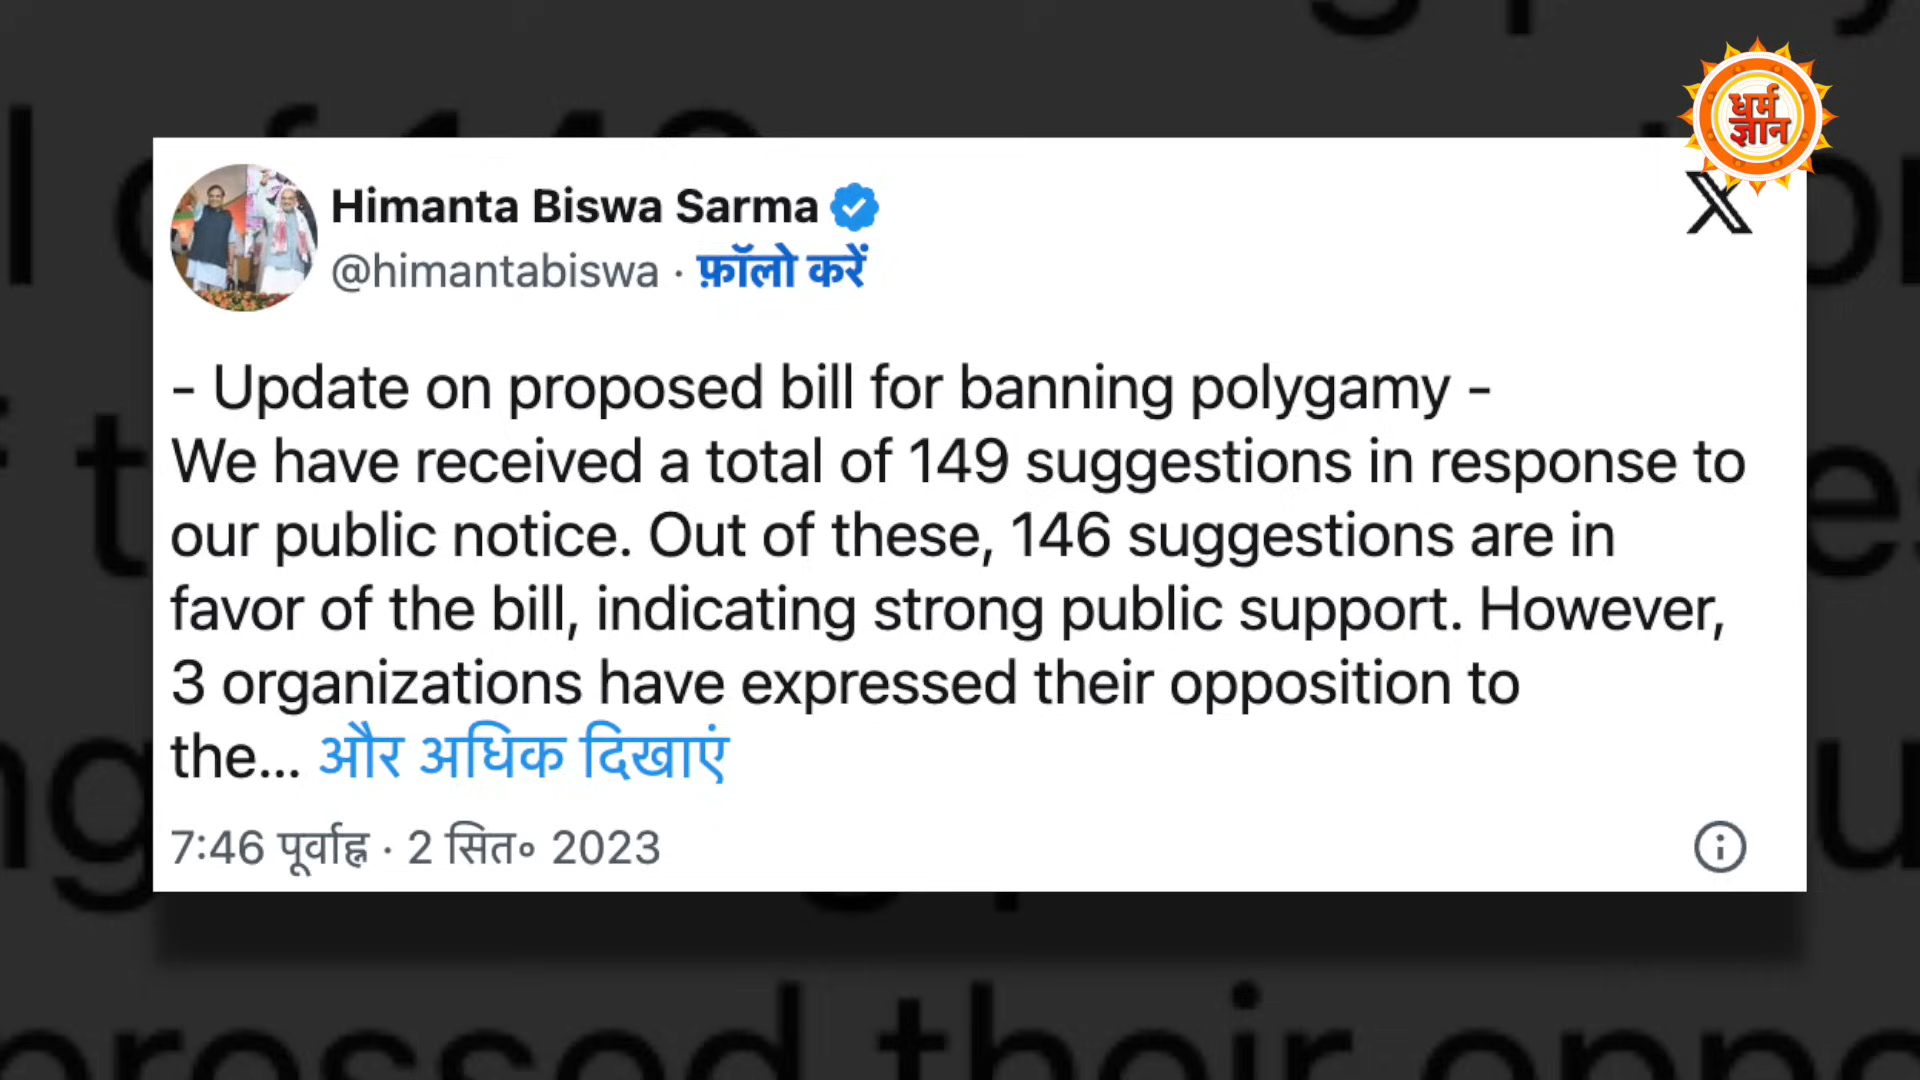 धर्म
ज्ञान
Himanta Biswa Sarma
@himantabiswa · फ़ॉलो करें
- Update on proposed bill for banning polygamy -
We have received a total of 149 suggestions in response to
our public notice. Out of these, 146 suggestions are in
favor of the bill, indicating strong public support. However,
3 organizations have expressed their opposition to
the... और अधिक दिखाएं
7:46 पूर्वाह्न · 2 सित॰ 2023